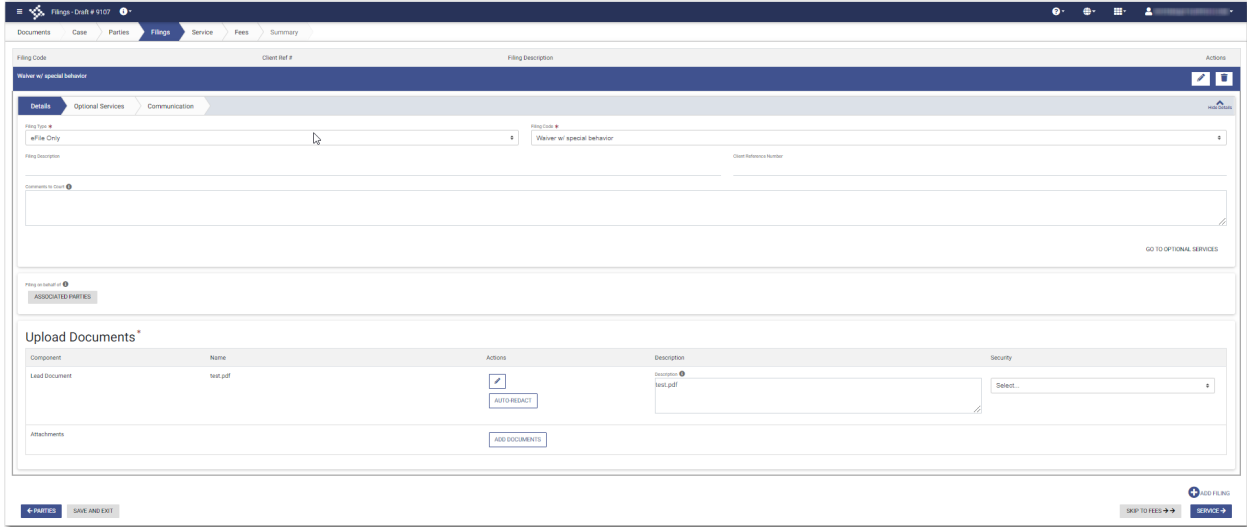 Filings - Draft # 9107
Documents Case Parties Filings Service Fees Summary
Filing Code Client Ref # Filing Description Actions
Waiver w/ special behavior
Details Optional Services Communication Hide Details
Filing Type * Filing Code *
eFile Only Waiver w/ special behavior
Filing Description Client Reference Number
Comments to Court
GO TO OPTIONAL SERVICES
Filing on behalf of
ASSOCIATED PARTIES
Upload Documents *
Component Name Actions Description Security
Lead Document test.pdf Description
test.pdf Select...
AUTO-REDACT
Attachments ADD DOCUMENTS
ADD FILING
PARTIES SAVE AND EXIT SKIP TO FEES SERVICE